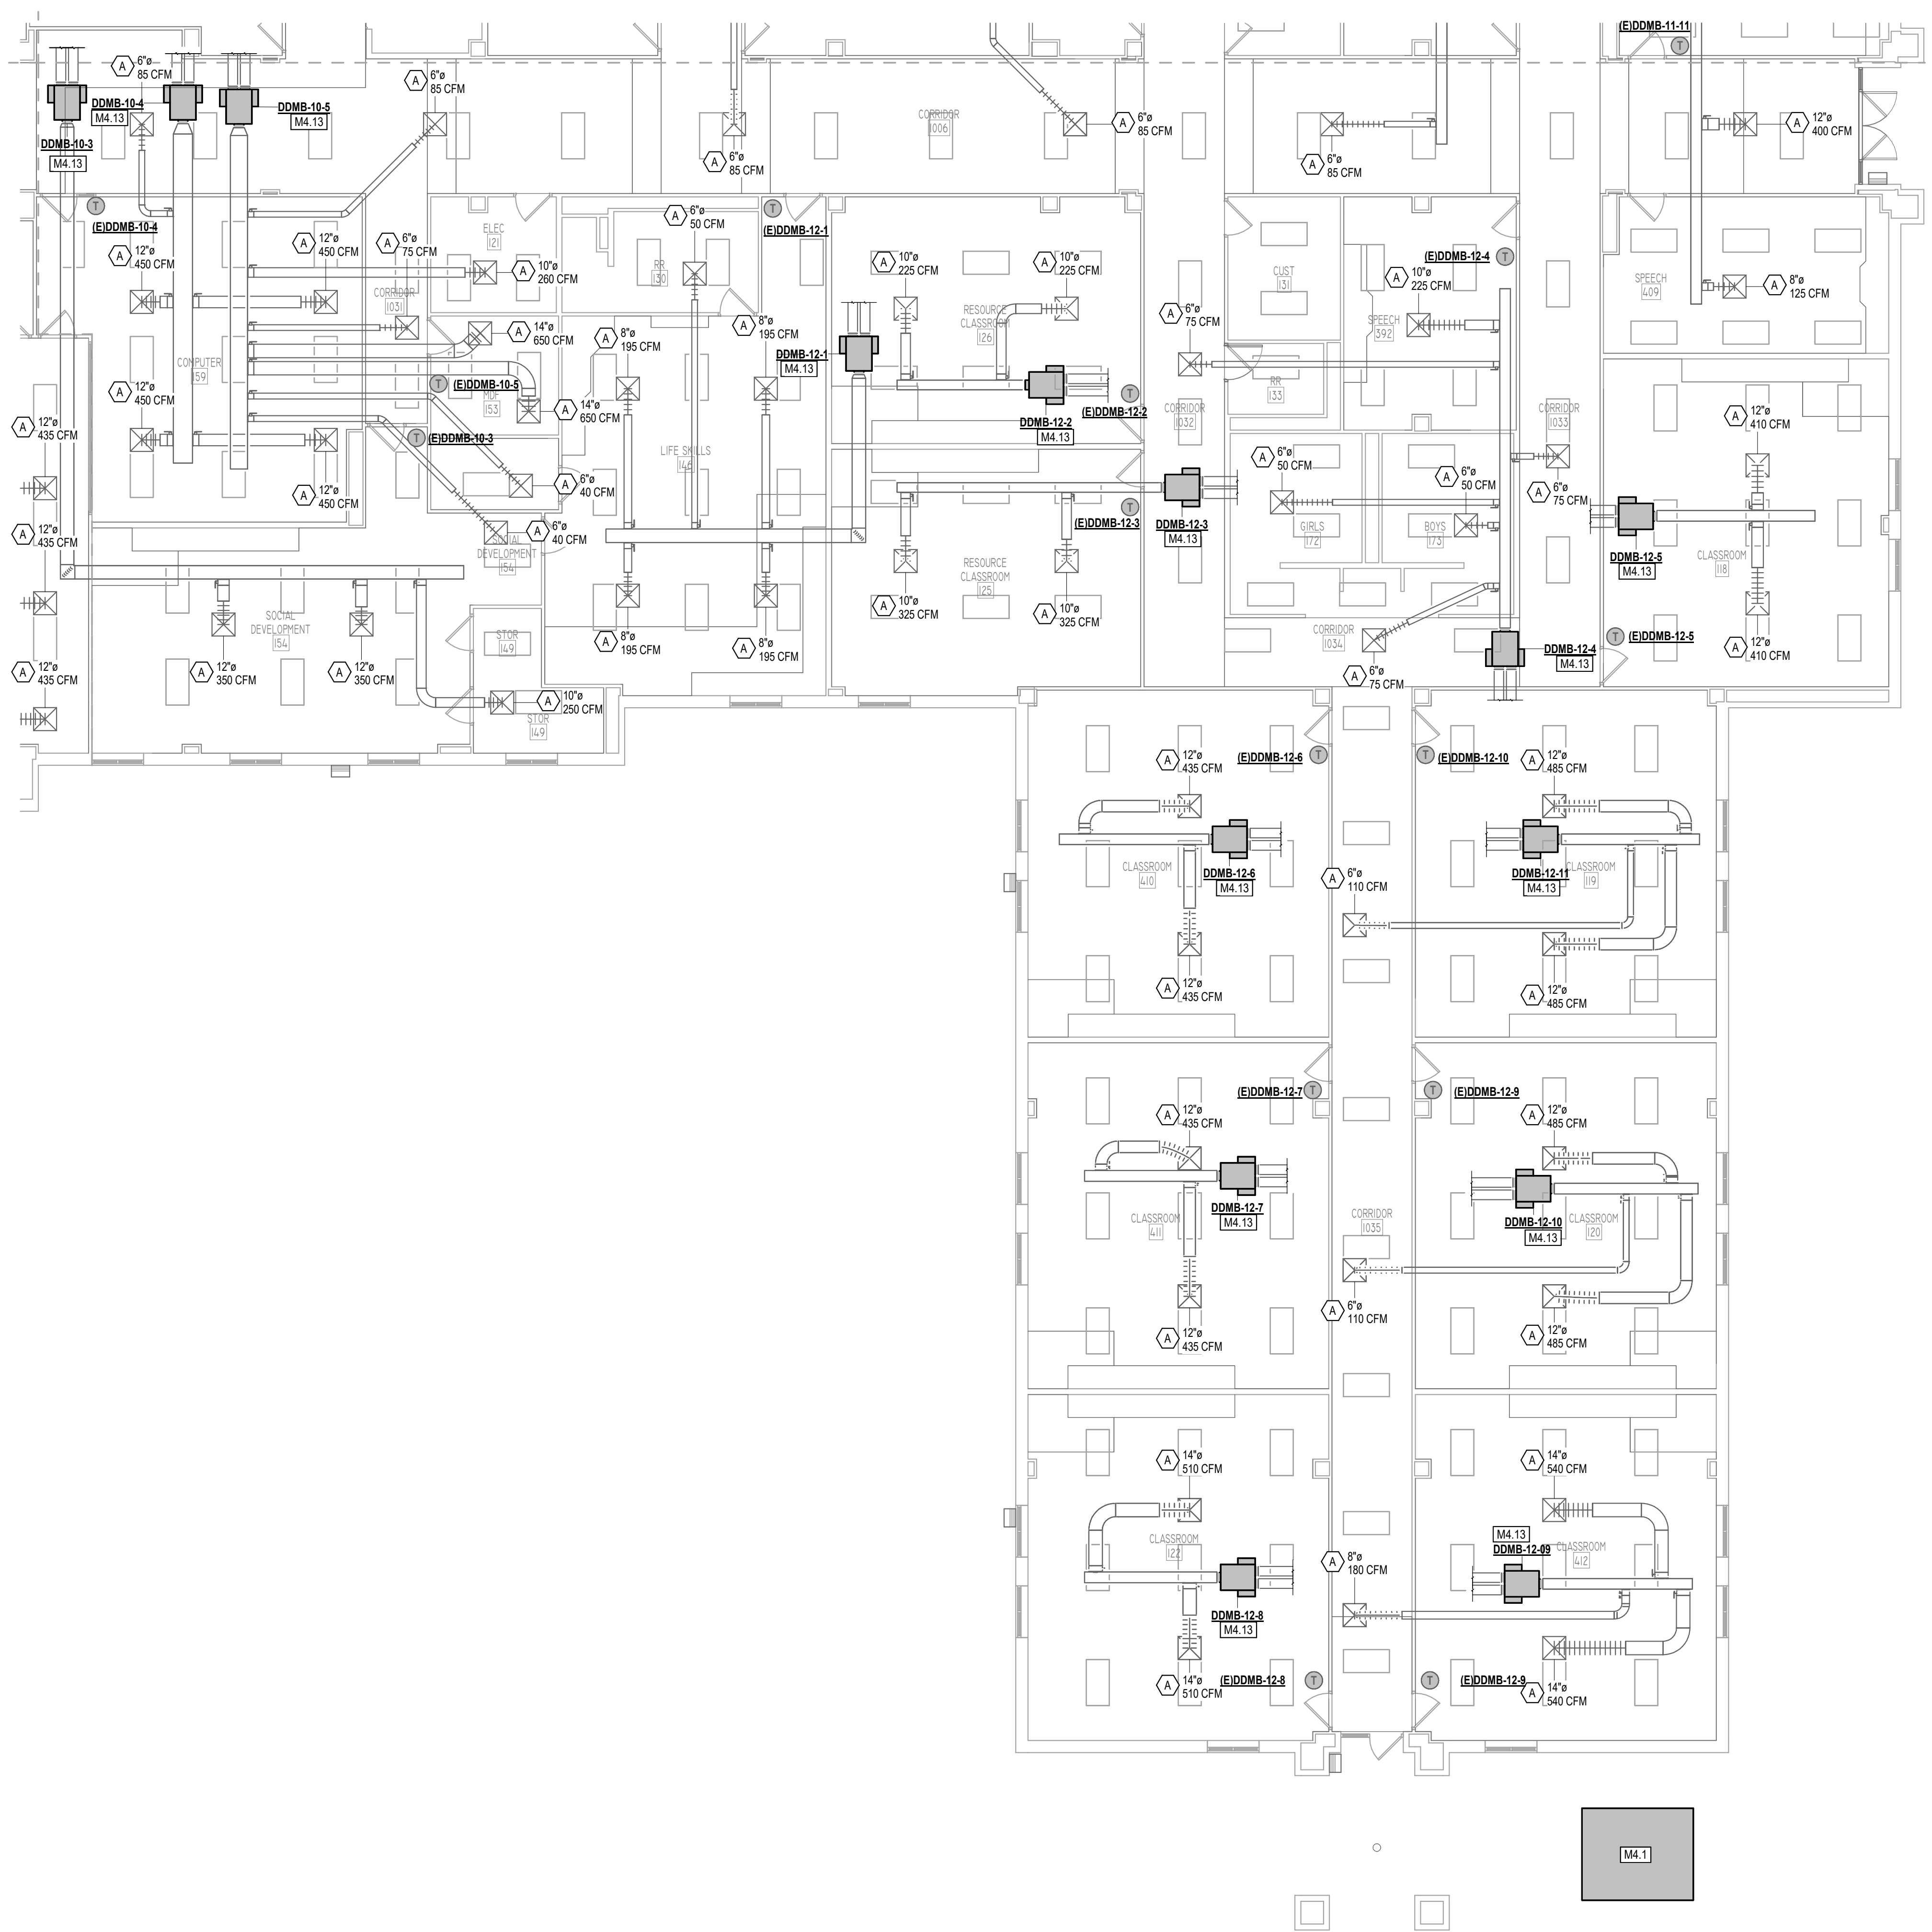 (E)DDMB-11-11
T
A
6"ø
85 CFM
DDMB-10-4
M4.13
DDMB-10-5
M4.13
DDMB-10-3
M4.13
A
6"ø
85 CFM
A
6"ø
85 CFM
CORRIDOR
1006
A
6"ø
85 CFM
A
6"ø
85 CFM
A
12"ø
400 CFM
T
(E)DDMB-10-4
A
12"ø
450 CFM
A
12"ø
450 CFM
A
6"ø
75 CFM
CORRIDOR
1031
ELEC
121
A
10"ø
260 CFM
A
6"ø
50 CFM
RR
130
T
(E)DDMB-12-1
A
10"ø
225 CFM
A
10"ø
225 CFM
RESOURCE
CLASSROOM
126
CUST
131
A
6"ø
75 CFM
(E)DDMB-12-4
T
A
10"ø
225 CFM
SPEECH
392
SPEECH
409
A
8"ø
125 CFM
COMPUTER
159
A
12"ø
450 CFM
A
12"ø
450 CFM
A
14"ø
650 CFM
T
(E)DDMB-10-5
MDF
153
A
14"ø
650 CFM
T
(E)DDMB-10-3
A
8"ø
195 CFM
A
8"ø
195 CFM
DDMB-12-1
M4.13
LIFE SKILLS
146
T
(E)DDMB-12-2
DDMB-12-2
M4.13
RR
133
CORRIDOR
1032
CORRIDOR
1033
A
12"ø
410 CFM
A
12"ø
435 CFM
A
12"ø
435 CFM
A
12"ø
435 CFM
A
6"ø
40 CFM
A
6"ø
40 CFM
SOCIAL
DEVELOPMENT
154
T
(E)DDMB-12-3
DDMB-12-3
M4.13
A
6"ø
50 CFM
A
6"ø
50 CFM
GIRLS
172
BOYS
173
A
6"ø
75 CFM
DDMB-12-5
M4.13
CLASSROOM
118
RESOURCE
CLASSROOM
125
A
10"ø
325 CFM
A
10"ø
325 CFM
SOCIAL
DEVELOPMENT
154
A
12"ø
350 CFM
A
12"ø
350 CFM
STOR
149
A
10"ø
250 CFM
STOR
149
A
8"ø
195 CFM
A
8"ø
195 CFM
CORRIDOR
1034
A
6"ø
75 CFM
DDMB-12-4
M4.13
T
(E)DDMB-12-5
A
12"ø
410 CFM
A
12"ø
435 CFM
(E)DDMB-12-6
T
T
(E)DDMB-12-10
A
12"ø
485 CFM
CLASSROOM
410
DDMB-12-6
M4.13
A
6"ø
110 CFM
DDMB-12-11
M4.13
CLASSROOM
119
A
12"ø
435 CFM
A
12"ø
485 CFM
(E)DDMB-12-7
T
T
(E)DDMB-12-9
A
12"ø
435 CFM
A
12"ø
485 CFM
CLASSROOM
411
DDMB-12-7
M4.13
CORRIDOR
1035
DDMB-12-10
M4.13
CLASSROOM
120
A
6"ø
110 CFM
A
12"ø
435 CFM
A
12"ø
485 CFM
A
14"ø
510 CFM
A
14"ø
540 CFM
CLASSROOM
122
M4.13
DDMB-12-09
CLASSROOM
412
A
8"ø
180 CFM
DDMB-12-8
M4.13
A
14"ø
510 CFM
(E)DDMB-12-8
T
T
(E)DDMB-12-9
A
14"ø
540 CFM
M4.1